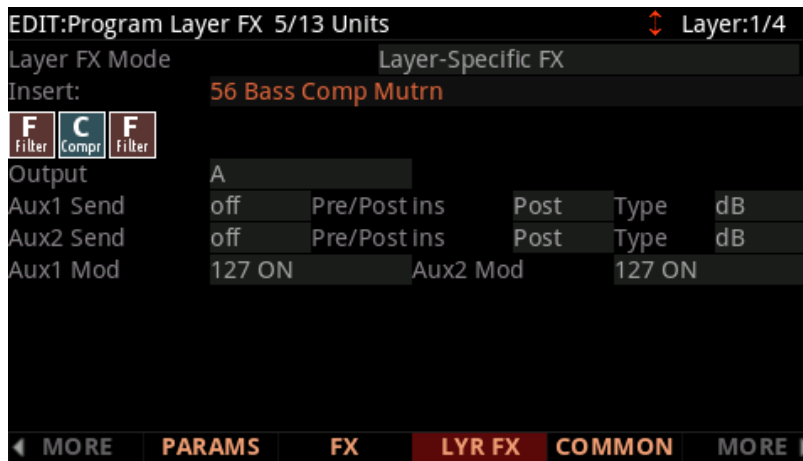 EDIT:Program Layer FX 5/13 Units Layer:1/4
Layer FX Mode Layer-Specific FX
Insert: 56 Bass Comp Mutrn
F C F
Filter Compr Filter
Output A
Aux1 Send off Pre/Post ins Post Type dB
Aux2 Send off Pre/Post ins Post Type dB
Aux1 Mod 127 ON Aux2 Mod 127 ON
MORE PARAMS FX LYR FX COMMON MORE